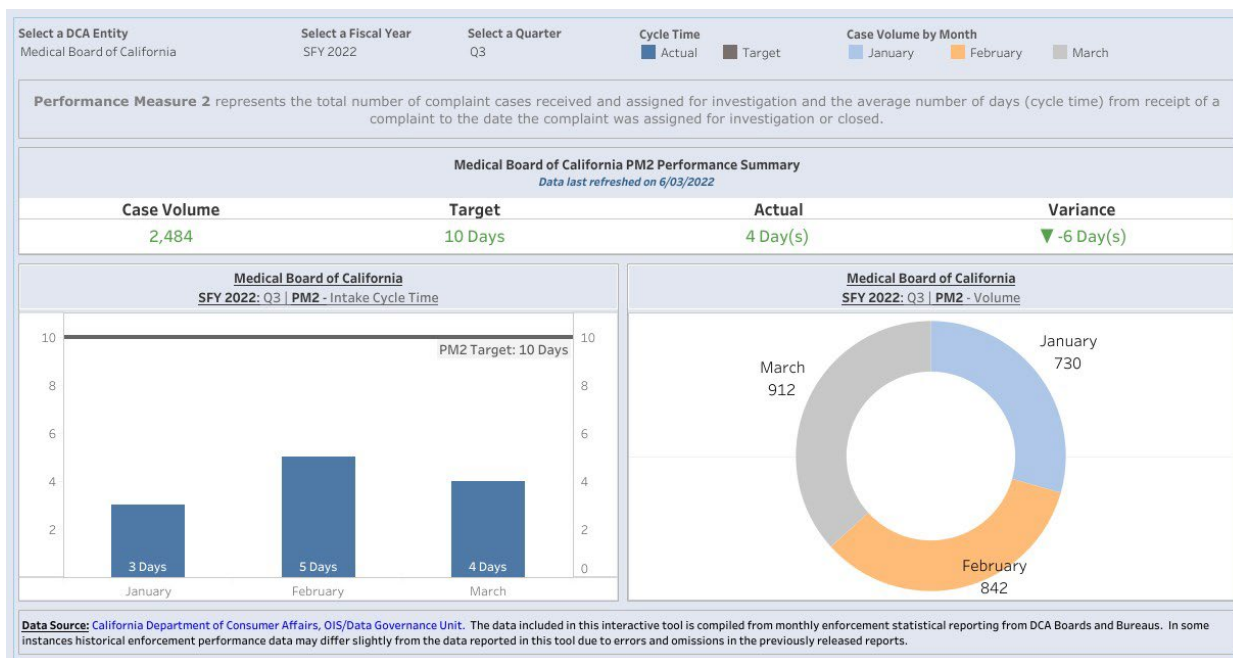 Select a DCA Entity
Medical Board of California
Select a Fiscal Year
SFY 2022
Select a Quarter
Q3
Cycle Time
Actual Target
Case Volume by Month
January February March
Performance Measure 2 represents the total number of complaint cases received and assigned for investigation and the average number of days (cycle time) from receipt of a
complaint to the date the complaint was assigned for investigation or closed.
Medical Board of California PM2 Performance Summary
Data last refreshed on 6/03/2022
Case Volume Target Actual Variance
2,484 10 Days 4 Day(s) ▼ -6 Day(s)
Medical Board of California
SFY 2022: Q3 | PM2 - Intake Cycle Time
10
8
6
4
2
PM2 Target: 10 Days
10
8
6
4
2
0
3 Days 5 Days 4 Days
January February March
Medical Board of California
SFY 2022: Q3 | PM2 - Volume
January
730
March
912
February
842
Data Source: California Department of Consumer Affairs, OIS/Data Governance Unit. The data included in this interactive tool is compiled from monthly enforcement statistical reporting from DCA Boards and Bureaus. In some
instances historical enforcement performance data may differ slightly from the data reported in this tool due to errors and omissions in the previously released reports.